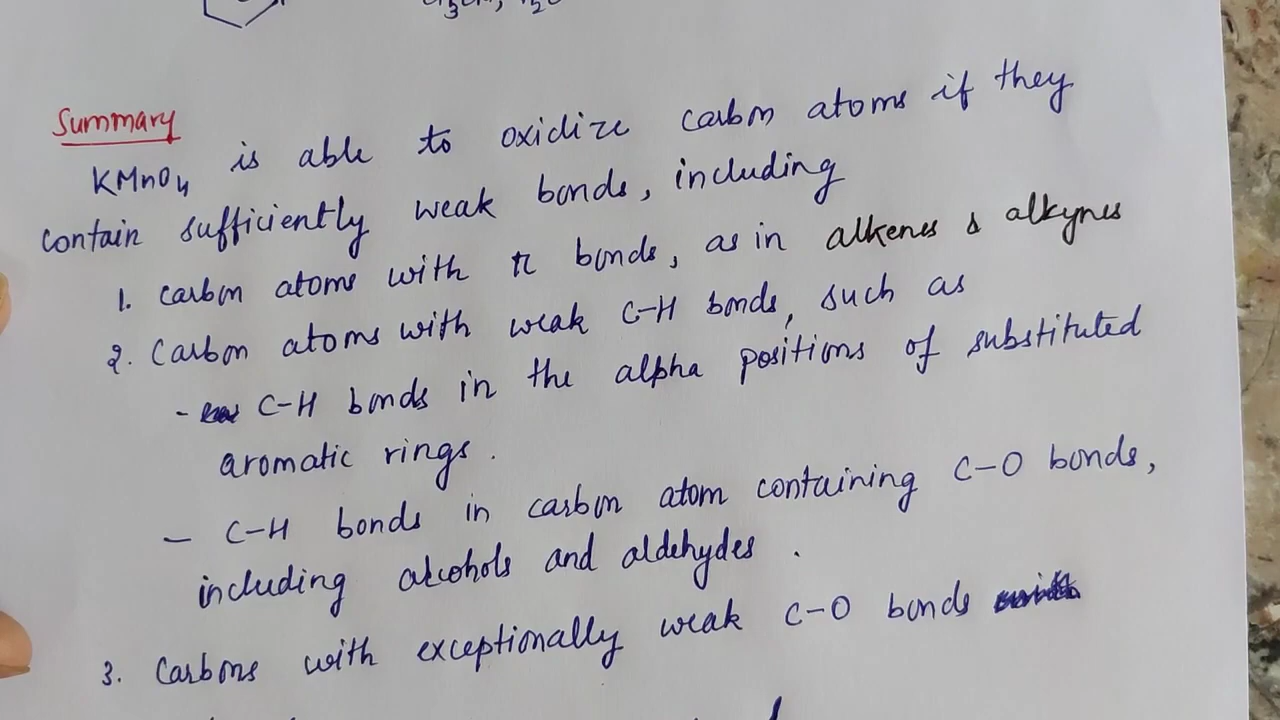 Summary
KMnO4 is able to oxidize carbon atoms if they
contain sufficiently weak bonds, including
1. carbon atoms with π bonds, as in alkenes & alkynes
2. Carbon atoms with weak C-H bonds, such as
- C-H bonds in the alpha positions of substituted
aromatic rings.
- C-H bonds in carbon atom containing C-O bonds,
including alcohols and aldehydes.
3. Carbons with exceptionally weak C-O bonds